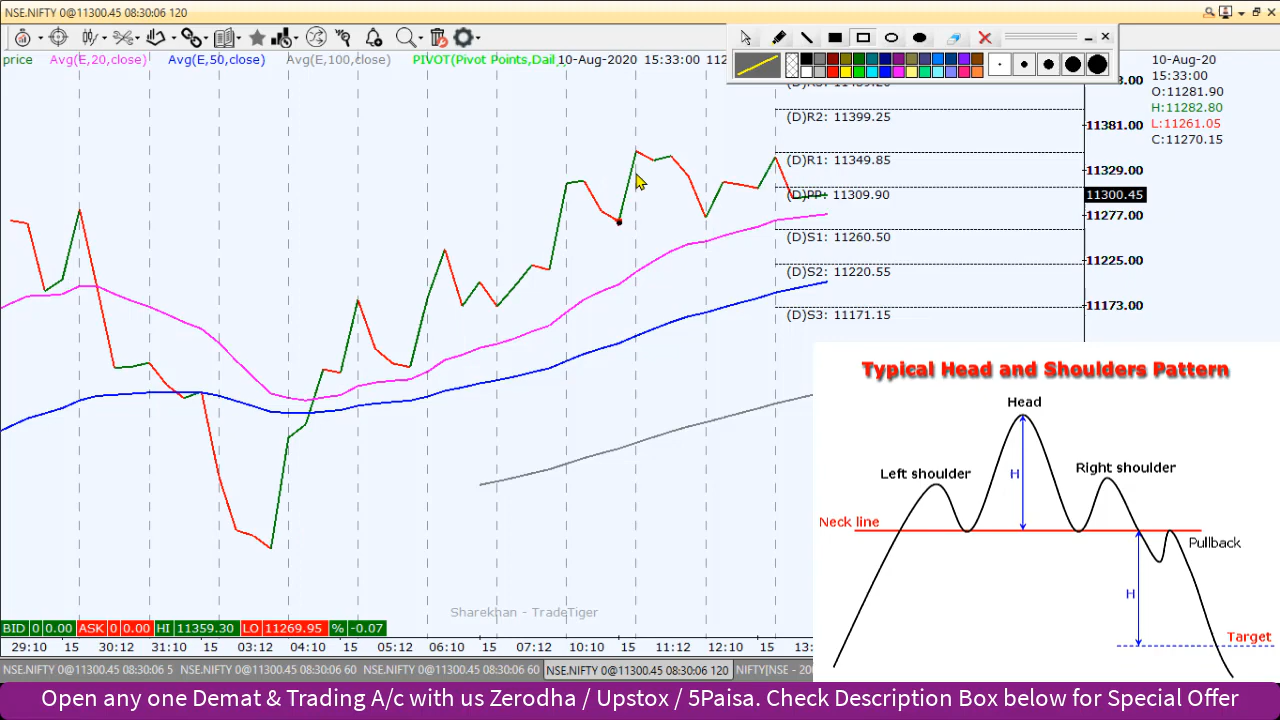 NSE.NIFTY 0@11300.45 08:30:06 120
price Avg(E,20,close) Avg(E,50,close) Avg(E,100,close) PIVOT(Pivot Points,Daily 10-Aug-2020 15:33:00
10-Aug-20
15:33:00
O:11281.90
H:11282.80
L:11261.05
C:11270.15
(D)R2: 11399.25
(D)R1: 11349.85
(D)PP: 11309.90
(D)S1: 11260.50
(D)S2: 11220.55
(D)S3: 11171.15
11381.00
11329.00
11300.45
11277.00
11225.00
11173.00
Typical Head and Shoulders Pattern
Head
Left shoulder
Right shoulder
H
Neck line
Pullback
H
Target
Sharekhan - TradeTiger
BID 0 0.00 ASK 0 0.00 HI 11359.30 LO 11269.95 % -0.07
29:10 15 30:12 15 31:10 15 03:12 15 04:10 15 05:12 15 06:10 15 07:12 15 10:10 15 11:12 15 12:10 15 13:
NSE.NIFTY 0@11300.45 08:30:06 5 NSE.NIFTY 0@11300.45 08:30:06 60 NSE.NIFTY 0@11300.45 08:30:06 60 NSE.NIFTY 0@11300.45 08:30:06 120
Open any one Demat & Trading A/c with us Zerodha / Upstox / 5Paisa. Check Description Box below for Special Offer